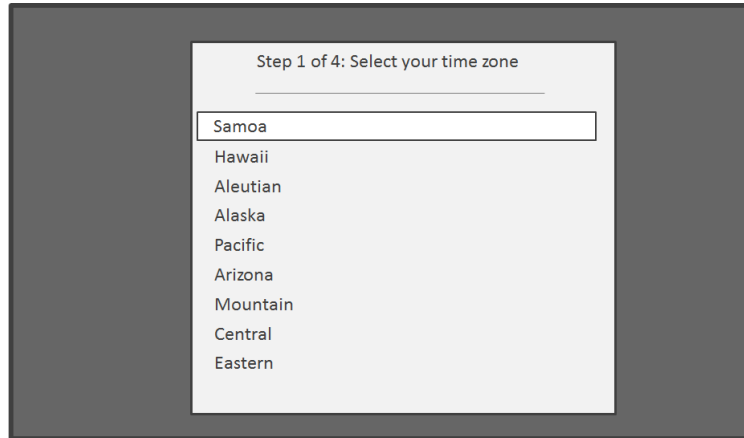 Step 1 of 4: Select your time zone
Samoa
Hawaii
Aleutian
Alaska
Pacific
Arizona
Mountain
Central
Eastern